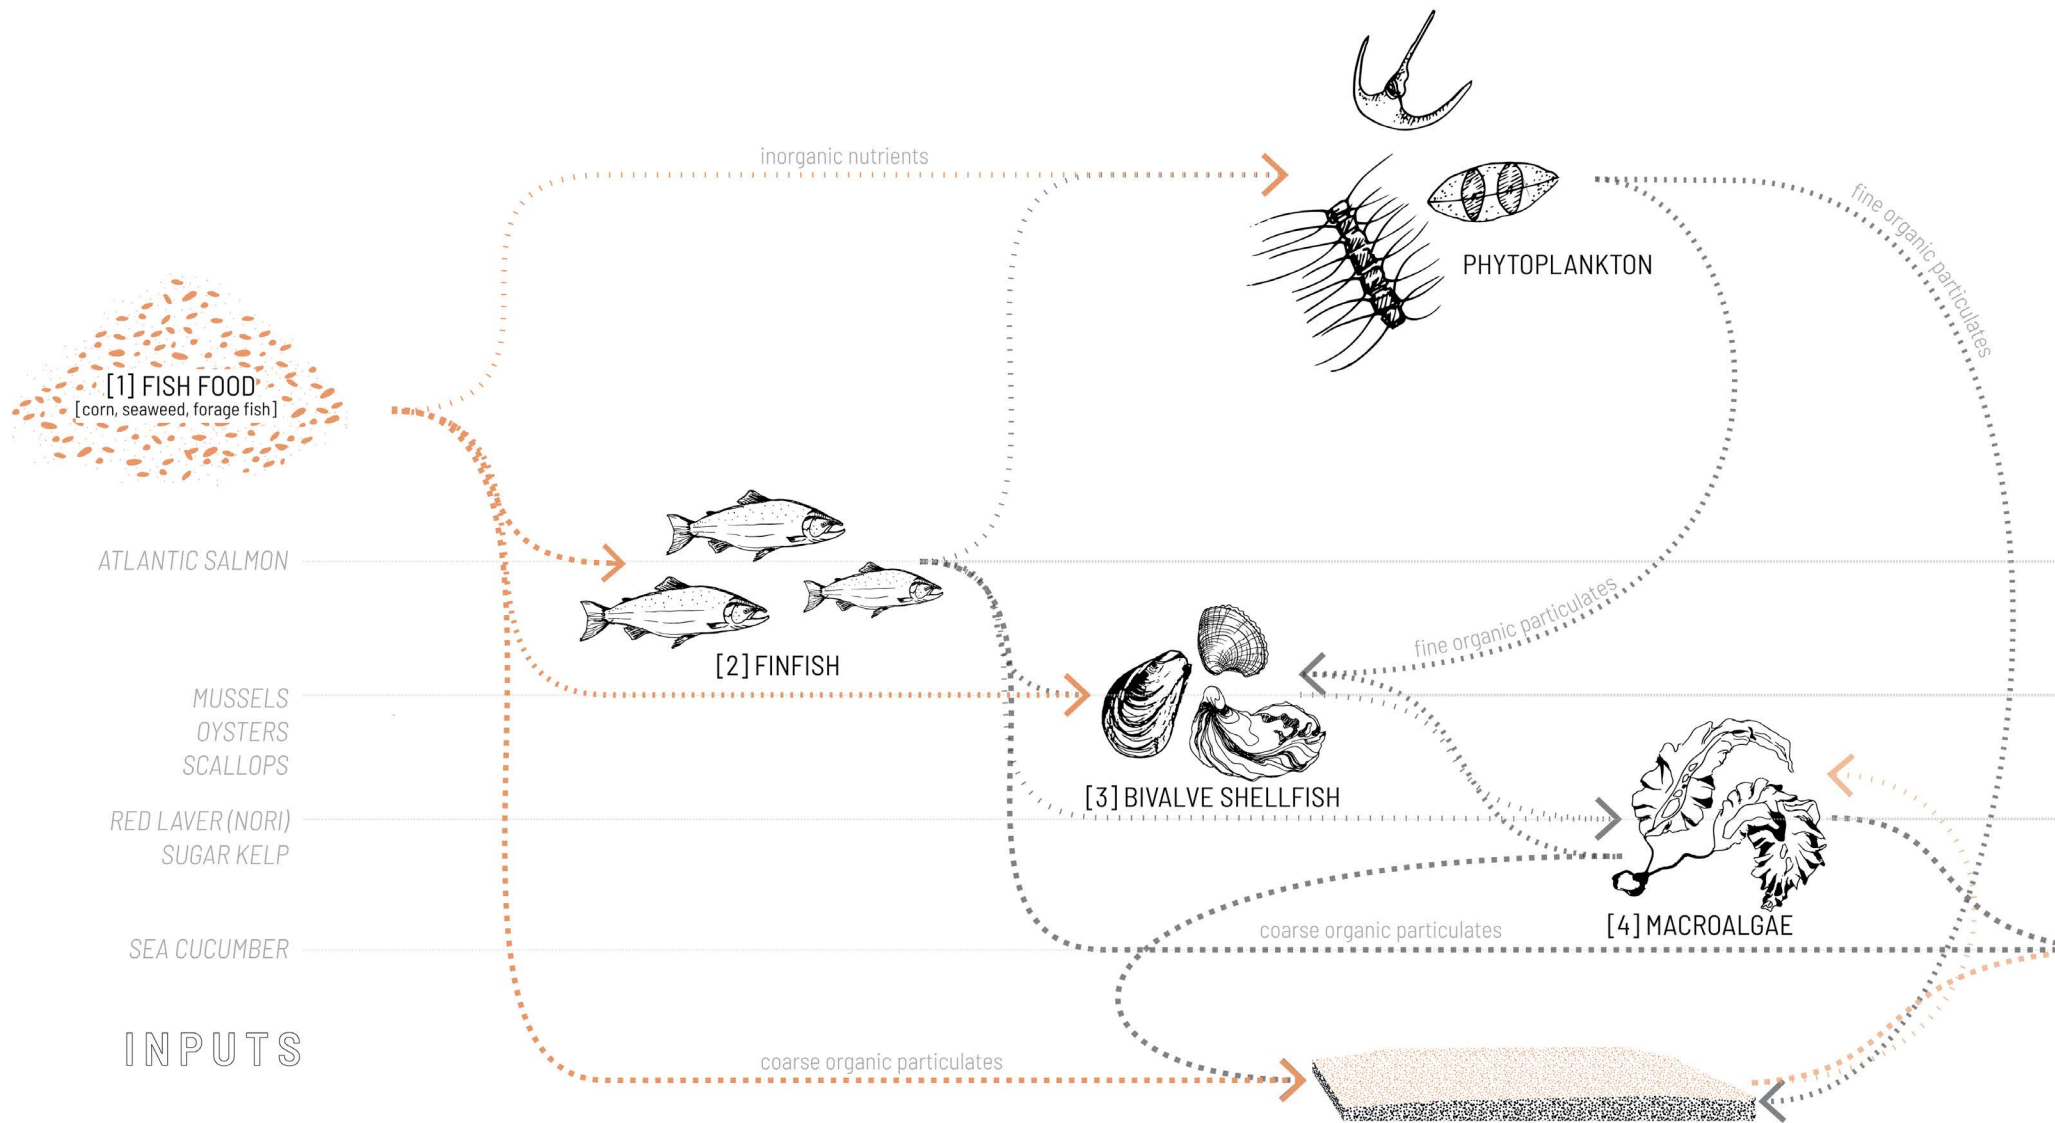 inorganic nutrients
fine organic particulates
PHYTOPLANKTON
[1] FISH FOOD
[corn, seaweed, forage fish]
ATLANTIC SALMON
fine organic particulates
[2] FINFISH
MUSSELS
OYSTERS
SCALLOPS
[3] BIVALVE SHELLFISH
RED LAVER (NORI)
SUGAR KELP
[4] MACROALGAE
coarse organic particulates
SEA CUCUMBER
INPUTS
coarse organic particulates